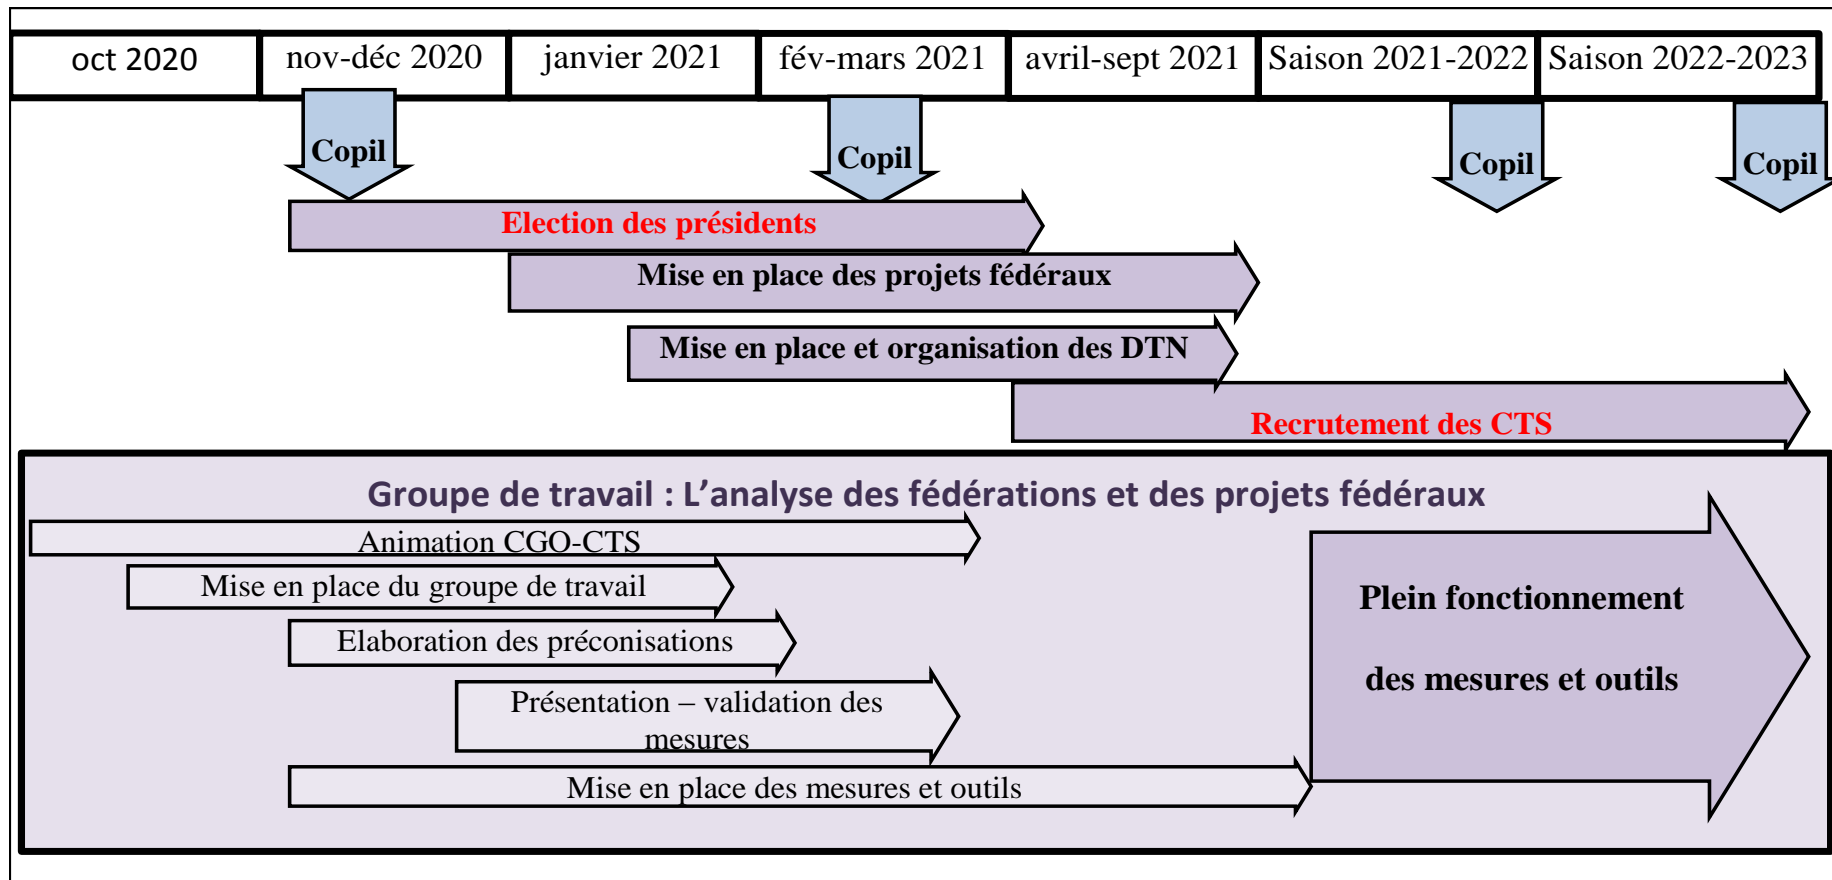 oct 2020
nov-déc 2020
janvier 2021
fév-mars 2021
avril-sept 2021
Saison 2021-2022
Saison 2022-2023
Copil
Copil
Copil
Copil
Election des présidents
Mise en place des projets fédéraux
Mise en place et organisation des DTN
Recrutement des CTS
Groupe de travail : L’analyse des fédérations et des projets fédéraux
Animation CGO-CTS
Mise en place du groupe de travail
Elaboration des préconisations
Présentation – validation des
mesures
Mise en place des mesures et outils
Plein fonctionnement
des mesures et outils